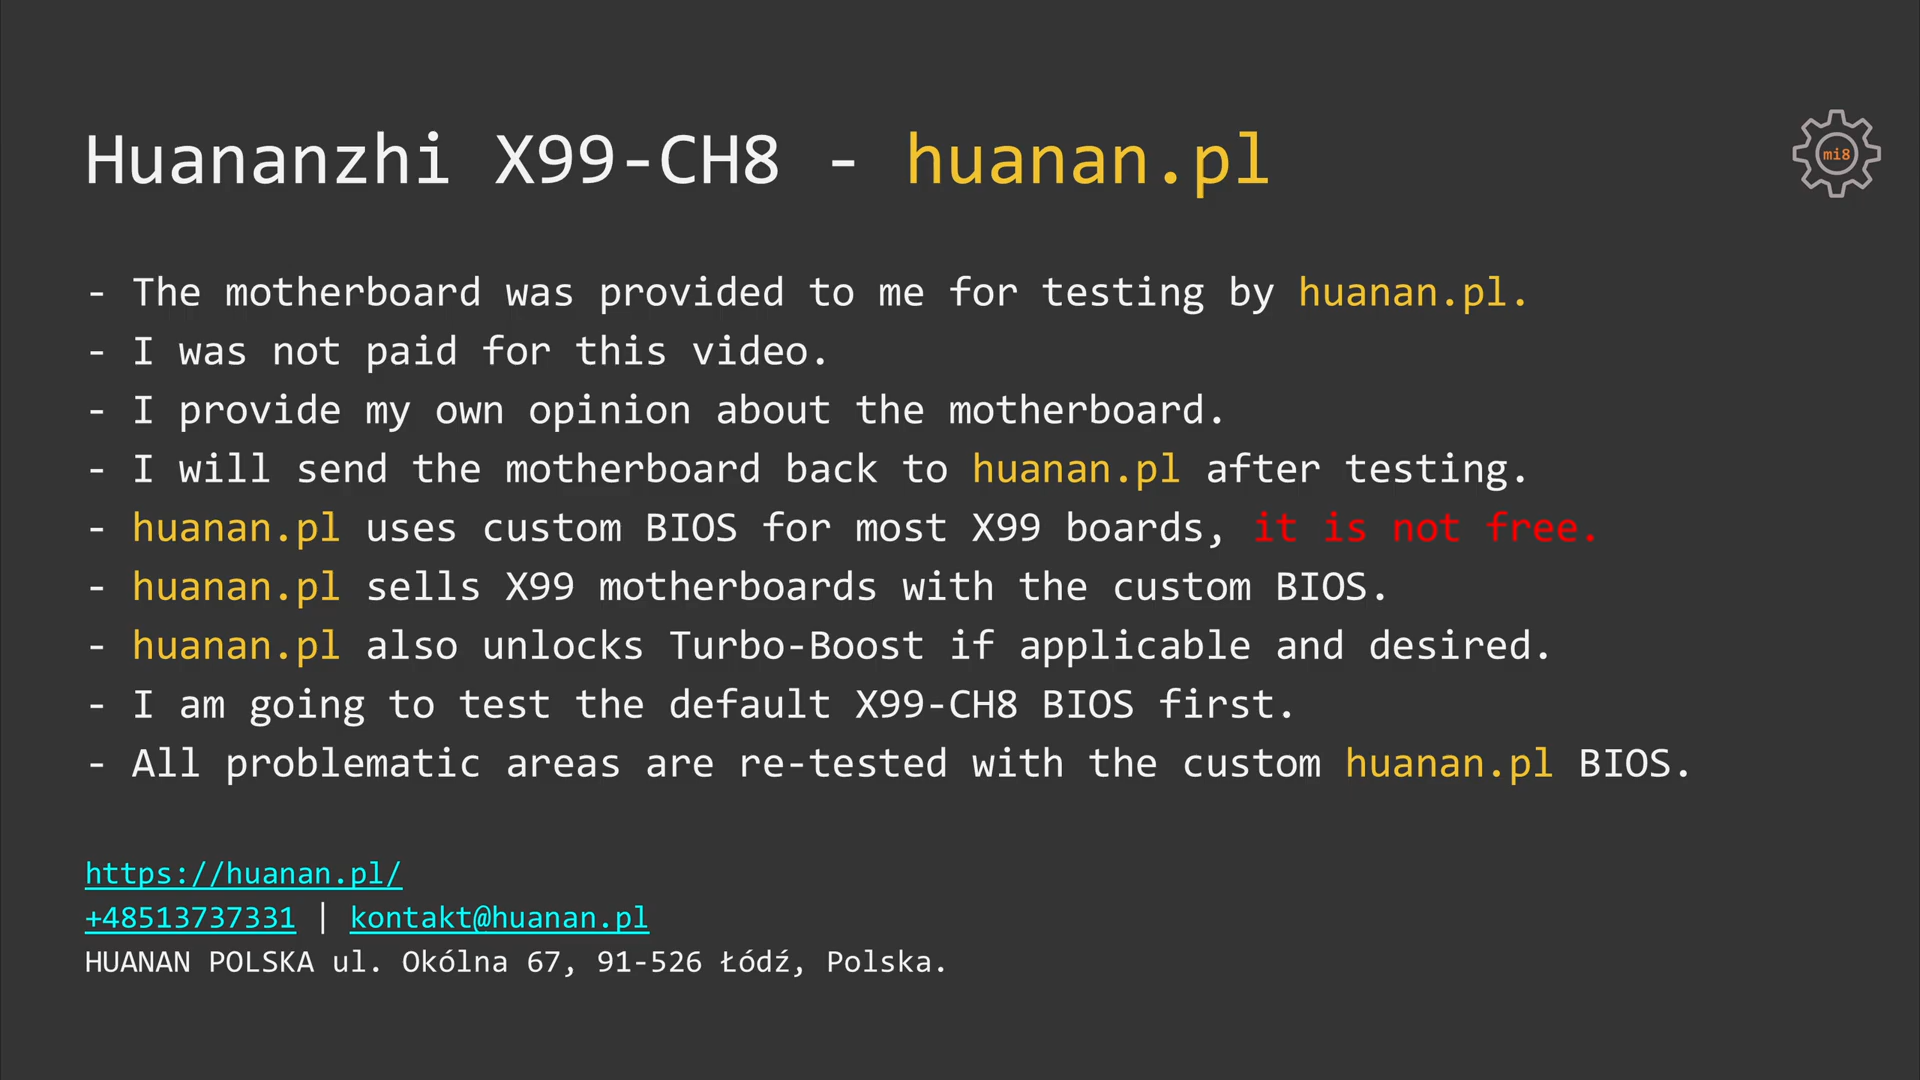 Huananzhi X99-CH8 - huanan.pl
mi8
- The motherboard was provided to me for testing by huanan.pl.
- I was not paid for this video.
- I provide my own opinion about the motherboard.
- I will send the motherboard back to huanan.pl after testing.
- huanan.pl uses custom BIOS for most X99 boards, it is not free.
- huanan.pl sells X99 motherboards with the custom BIOS.
- huanan.pl also unlocks Turbo-Boost if applicable and desired.
- I am going to test the default X99-CH8 BIOS first.
- All problematic areas are re-tested with the custom huanan.pl BIOS.
https://huanan.pl/
+48513737331 | kontakt@huanan.pl
HUANAN POLSKA ul. Okólna 67, 91-526 Łódź, Polska.